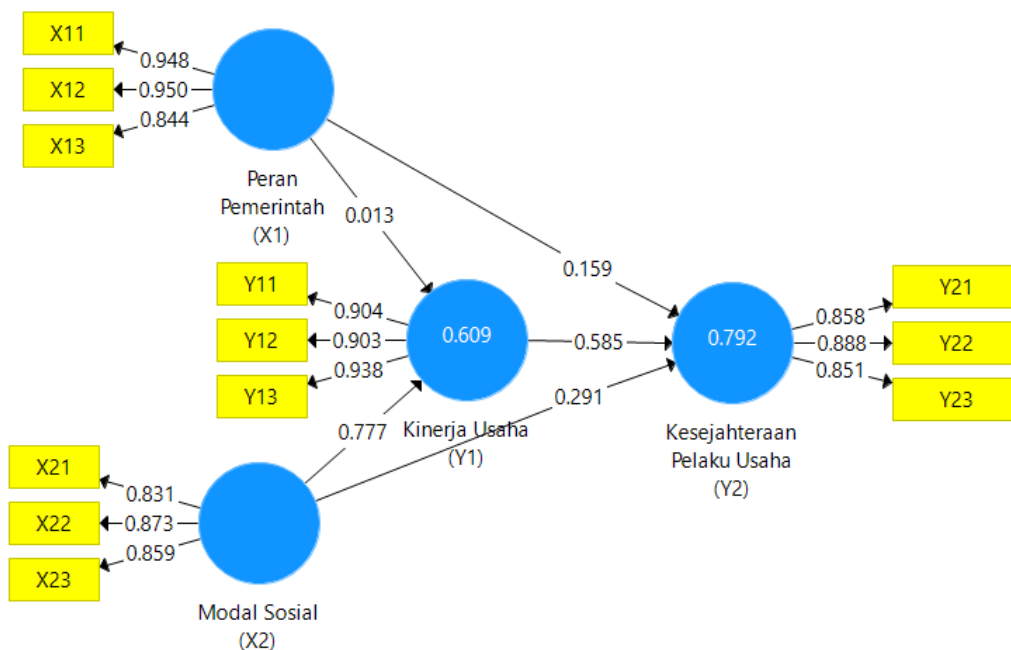 X11
0.948
X12
0.950
X13
0.844
Peran
Pemerintah
(X1)
0.013
0.159
Y11
0.904
Y12
0.903
Y13
0.938
0.609
0.585
0.792
Y21
0.858
Y22
0.888
Y23
0.851
0.291
0.777
Kinerja Usaha
(Y1)
Kesejahteraan
Pelaku Usaha
(Y2)
X21
0.831
X22
0.873
X23
0.859
Modal Sosial
(X2)